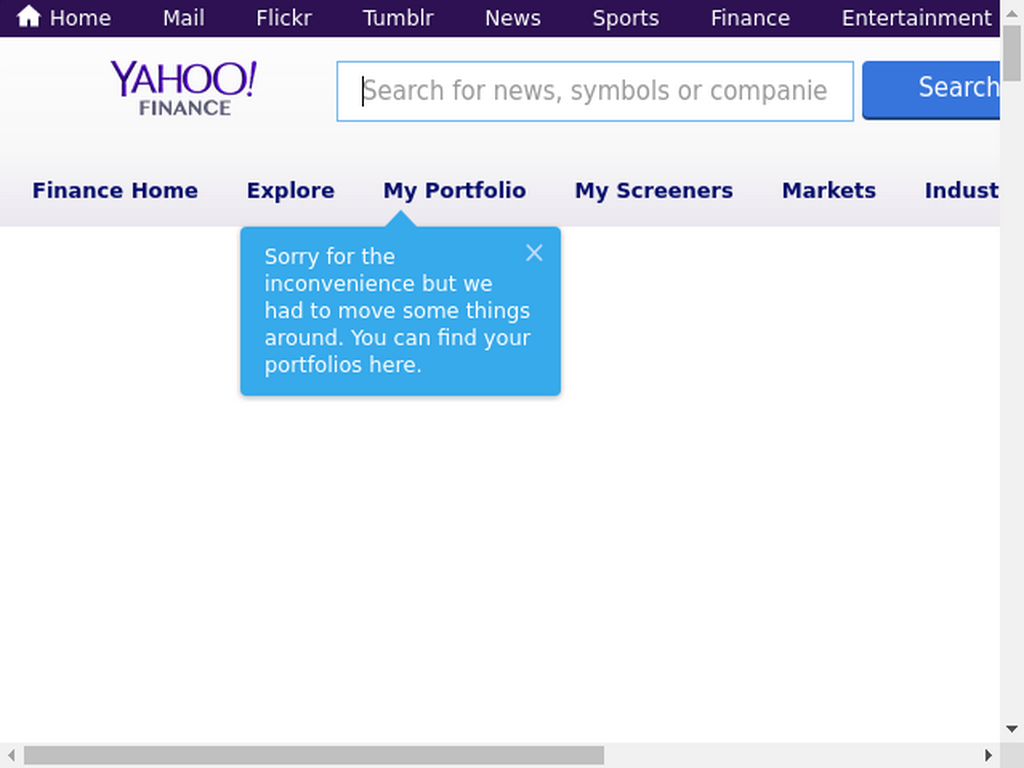 Home Mail Flickr Tumblr News Sports Finance Entertainment
YAHOO!
FINANCE
Search for news, symbols or companie
Search
Finance Home Explore My Portfolio My Screeners Markets Indust
Sorry for the
inconvenience but we
had to move some things
around. You can find your
portfolios here.